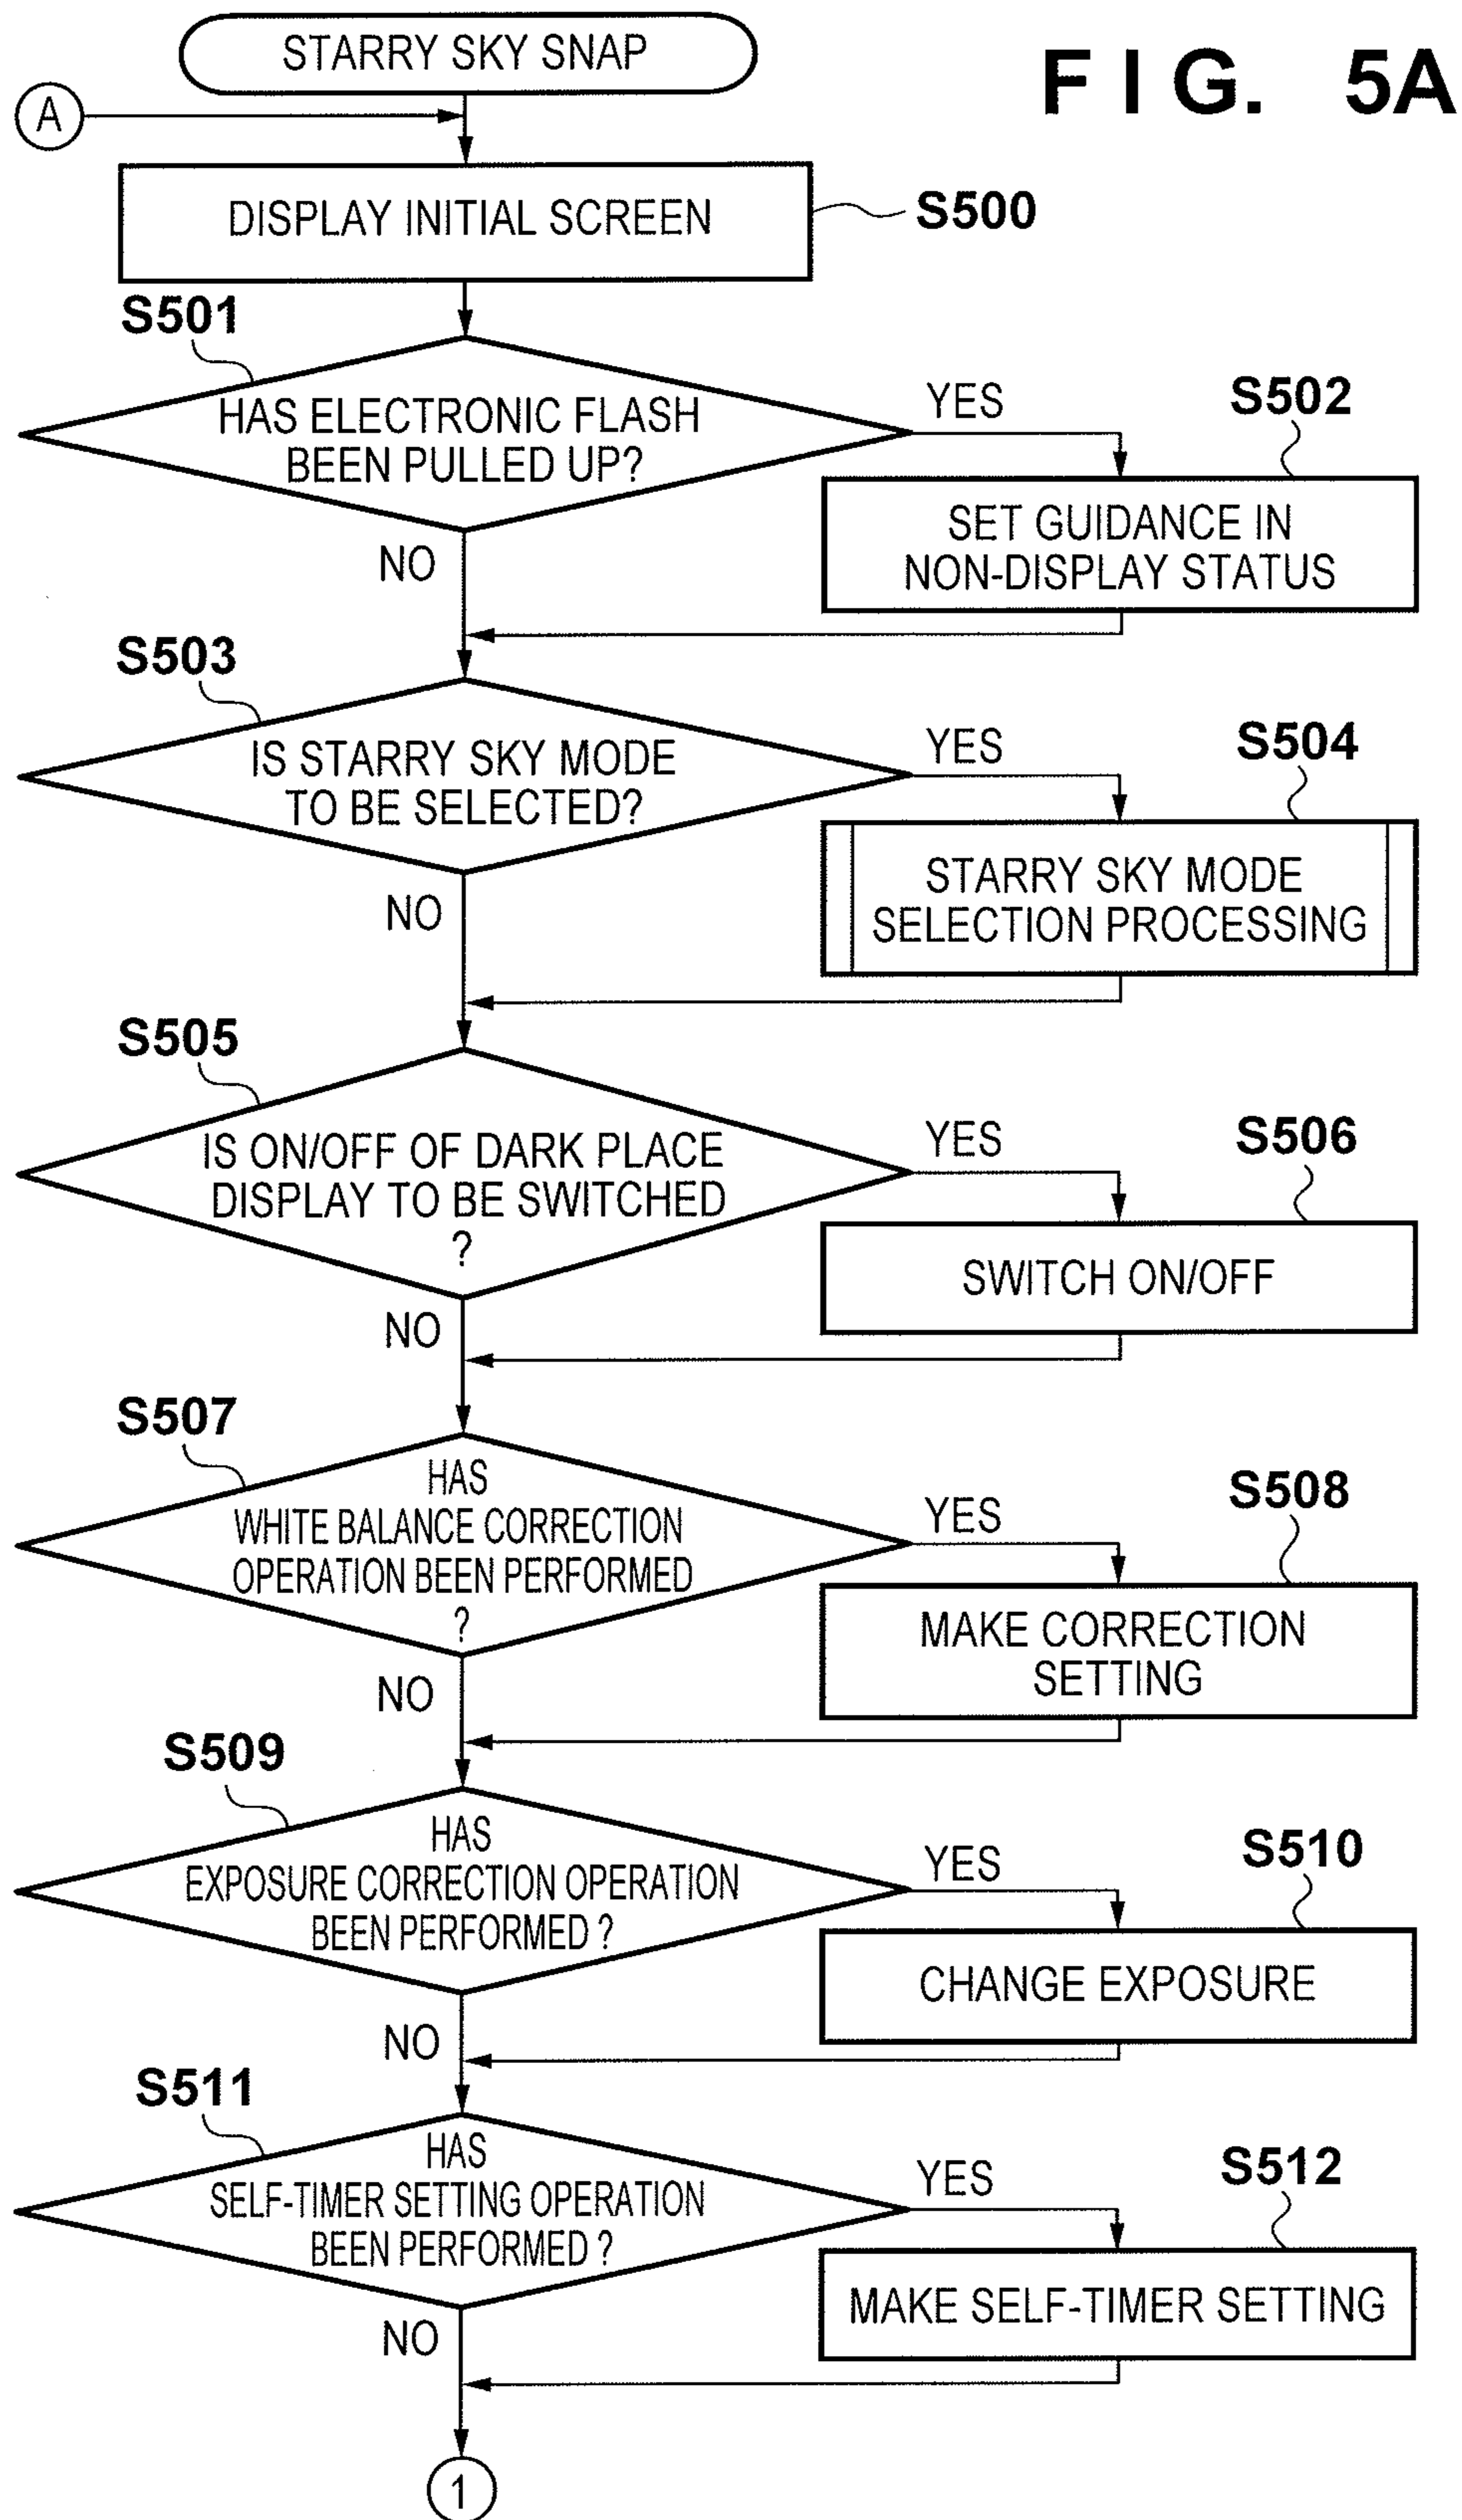 STARRY SKY SNAP
F I G. 5A
A
DISPLAY INITIAL SCREEN
S500
S501
HAS ELECTRONIC FLASH
BEEN PULLED UP?
YES
S502
SET GUIDANCE IN
NON-DISPLAY STATUS
NO
S503
IS STARRY SKY MODE
TO BE SELECTED?
YES
S504
STARRY SKY MODE
SELECTION PROCESSING
NO
S505
IS ON/OFF OF DARK PLACE
DISPLAY TO BE SWITCHED
?
YES
S506
SWITCH ON/OFF
NO
S507
HAS
WHITE BALANCE CORRECTION
OPERATION BEEN PERFORMED
?
YES
S508
MAKE CORRECTION
SETTING
NO
S509
HAS
EXPOSURE CORRECTION OPERATION
BEEN PERFORMED ?
YES
S510
CHANGE EXPOSURE
NO
S511
HAS
SELF-TIMER SETTING OPERATION
BEEN PERFORMED ?
YES
S512
MAKE SELF-TIMER SETTING
NO
1